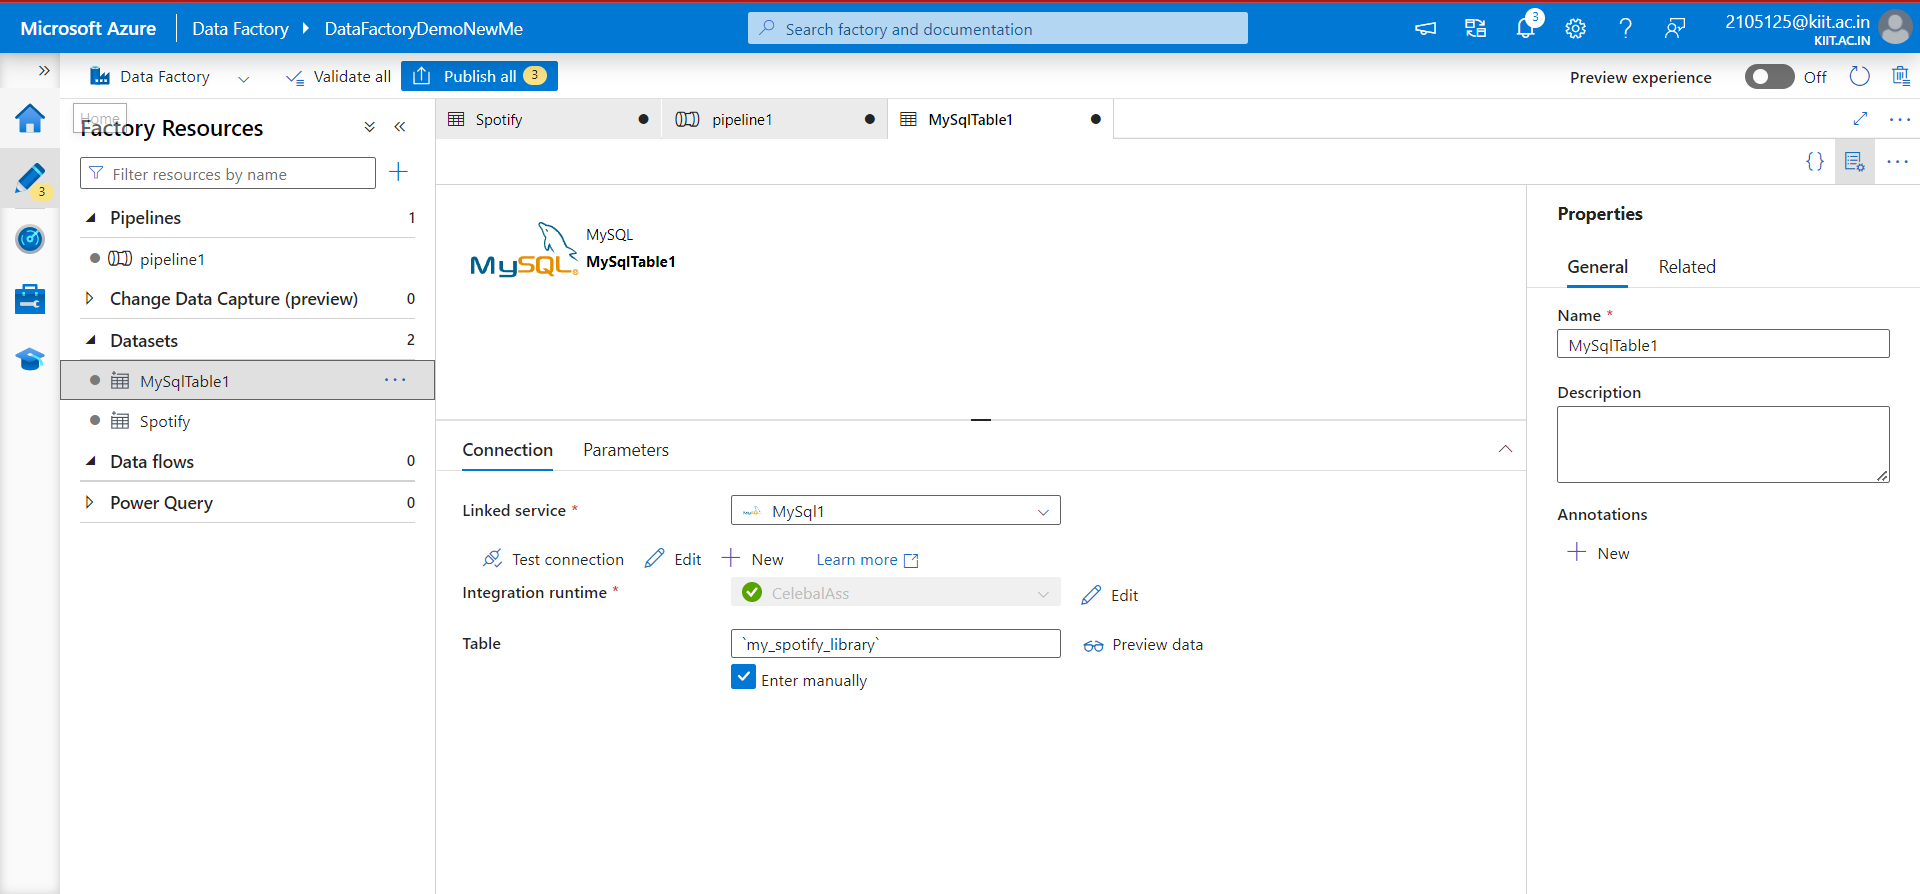 Microsoft Azure
Data Factory
DataFactoryDemoNewMe
Search factory and documentation
3
2105125@kiit.ac.in
KIIT.AC.IN
Data Factory
Validate all
Publish all
3
Preview experience
Off
Home
3
Factory Resources
Filter resources by name
Pipelines
1
pipeline1
Change Data Capture (preview)
0
Datasets
2
MySqlTable1
Spotify
Data flows
0
Power Query
0
Spotify
pipeline1
MySqlTable1
MySQL
MySQL
MySqlTable1
Connection
Parameters
Linked service *
MySql1
Test connection
Edit
New
Learn more
Integration runtime *
CelebalAss
Edit
Table
`my_spotify_library`
Preview data
Enter manually
Properties
General
Related
Name *
MySqlTable1
Description
Annotations
New